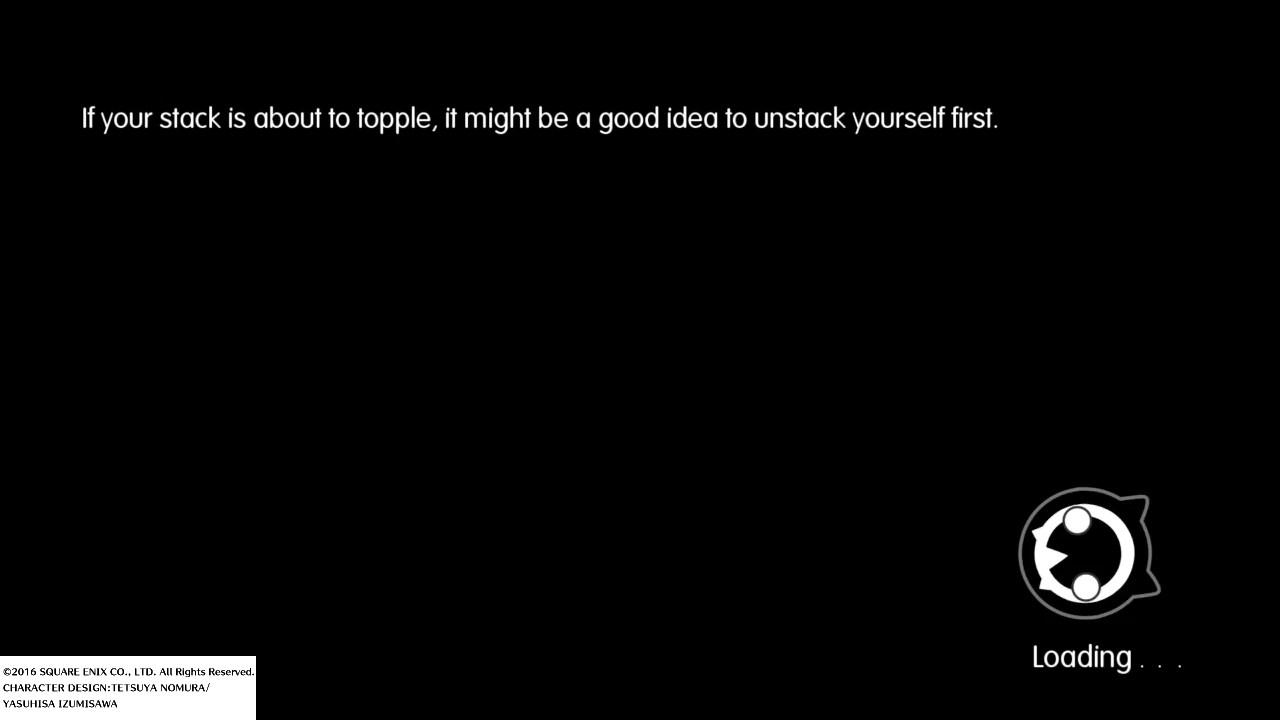 If your stack is about to topple, it might be a good idea to unstack yourself first.
Loading . . .
©2016 SQUARE ENIX CO., LTD. All Rights Reserved.
CHARACTER DESIGN:TETSUYA NOMURA/
YASUHISA IZUMISAWA